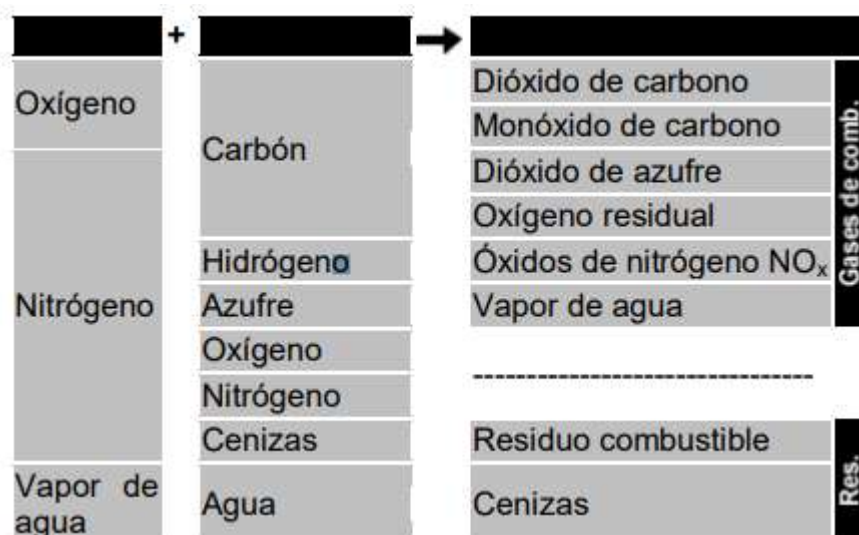 +
Oxígeno
Nitrógeno
Vapor de
agua
Carbón
Hidrógeno
Azufre
Oxígeno
Nitrógeno
Cenizas
Agua
Dióxido de carbono
Monóxido de carbono
Dióxido de azufre
Oxígeno residual
Óxidos de nitrógeno NOx
Vapor de agua
-------------------------------
Residuo combustible
Cenizas
Gases de comb.
Res.